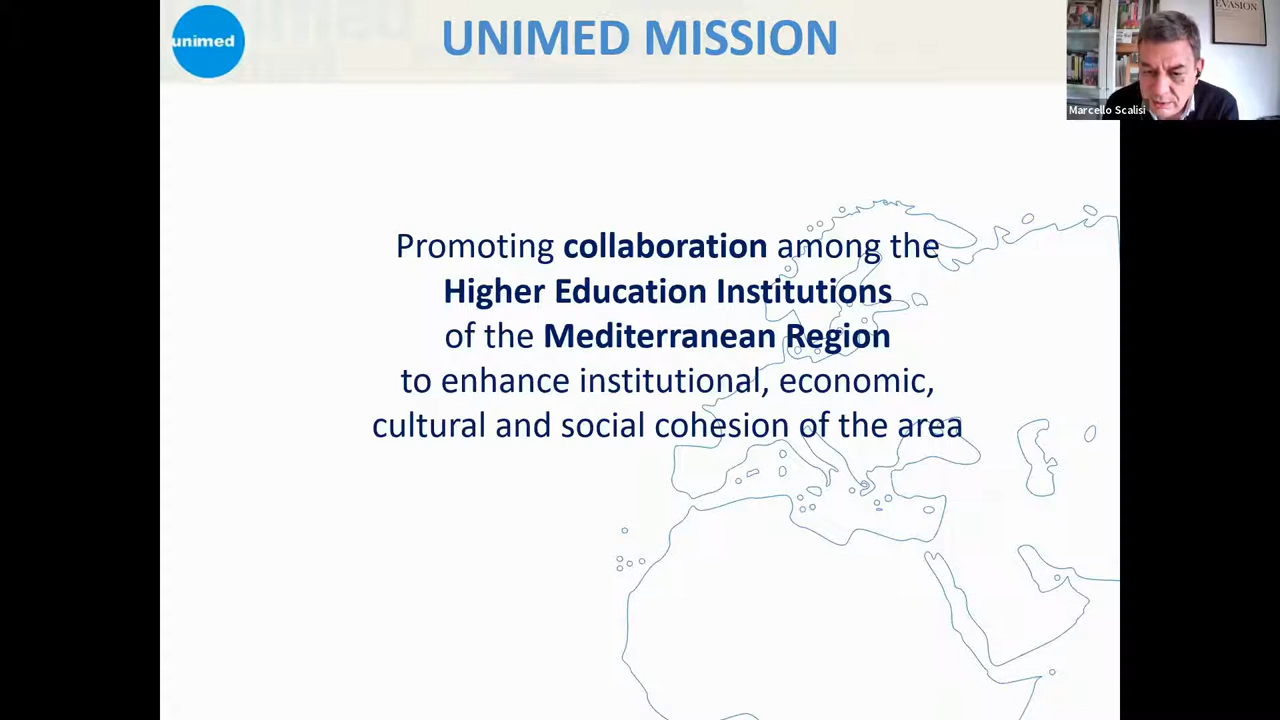 unimed
UNIMED MISSION
EVASION
Marcello Scalisi
Promoting collaboration among the
Higher Education Institutions
of the Mediterranean Region
to enhance institutional, economic,
cultural and social cohesion of the area